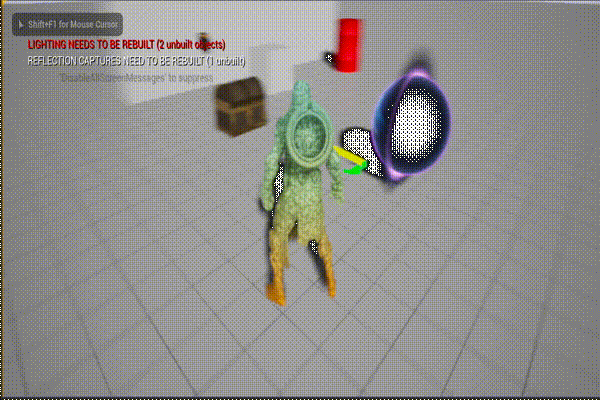 Shift+F1 for Mouse Cursor
LIGHTING NEEDS TO BE REBUILT (2 unbuilt objects)
REFLECTION CAPTURES NEED TO BE REBUILT (1 unbuilt)
'DisableAllScreenMessages' to suppress